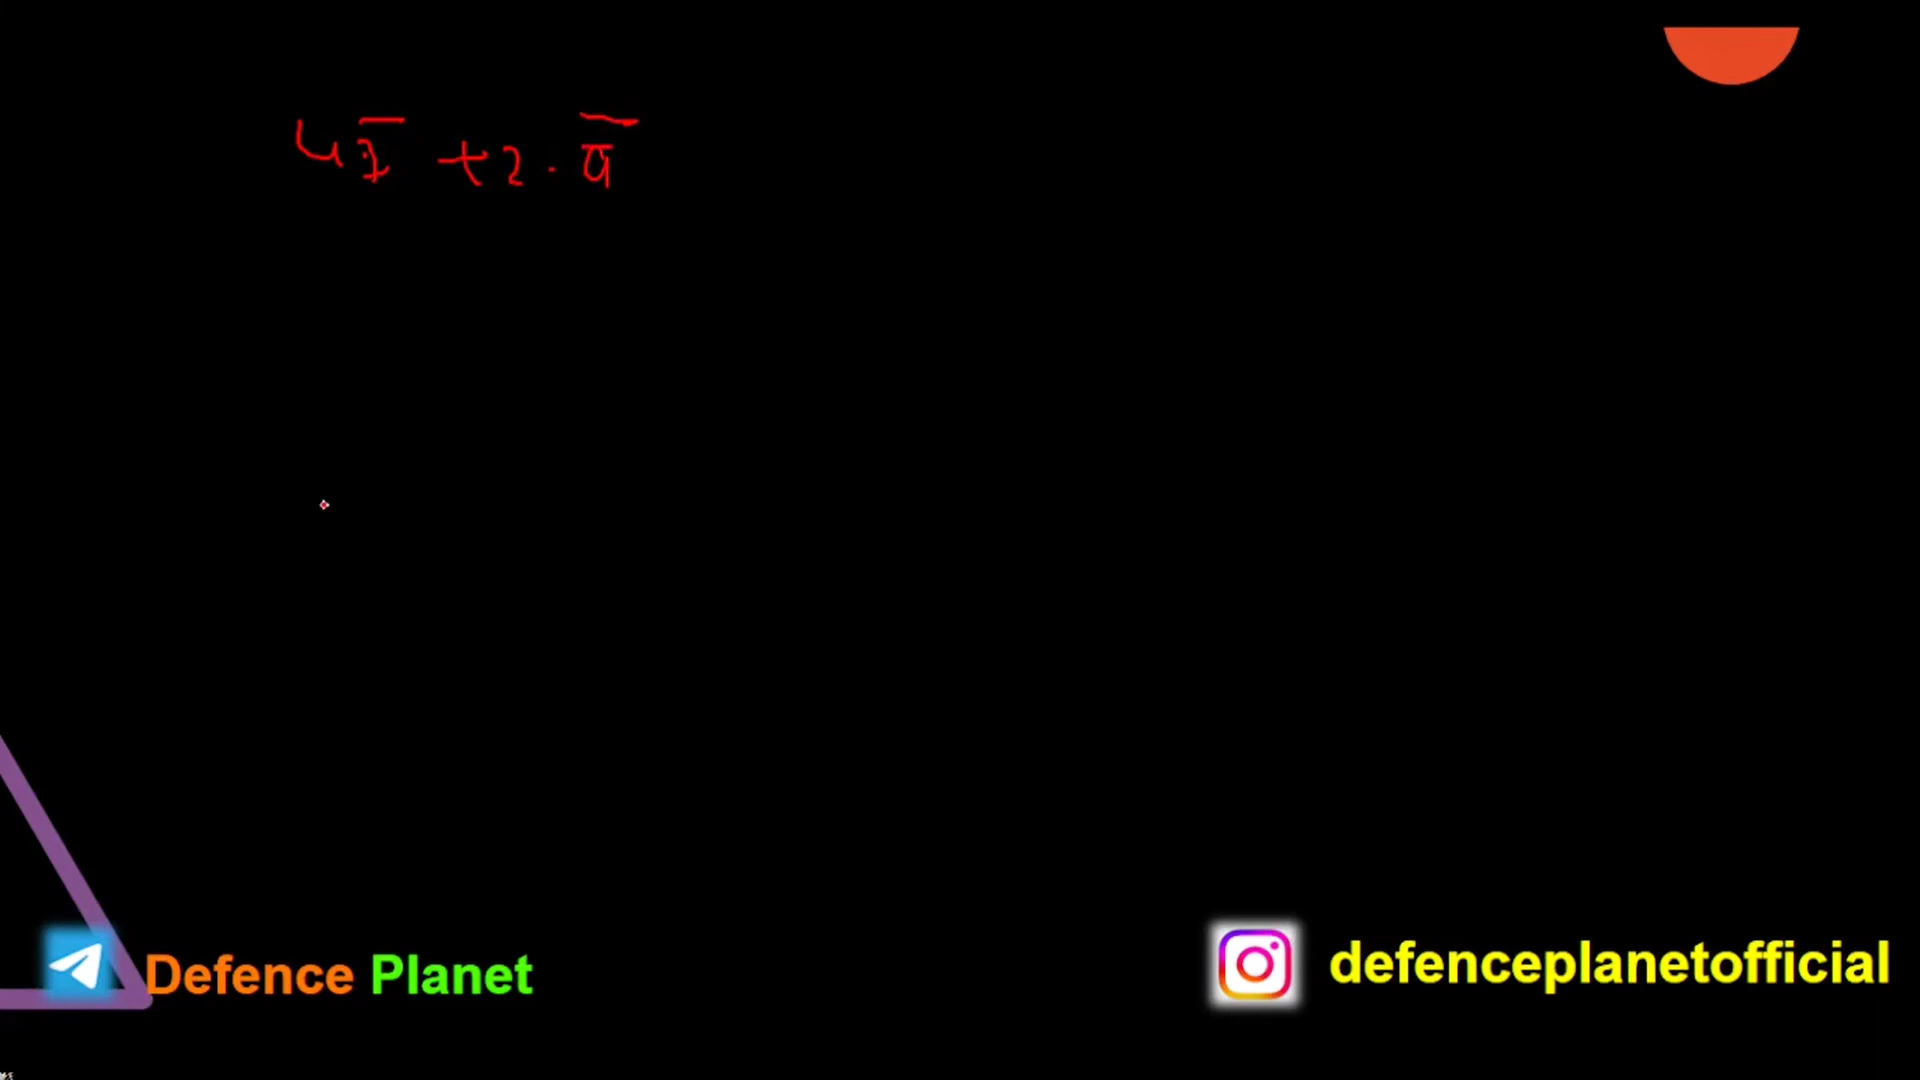 4 7̅ + 2 . 9̅
Defence Planet
defenceplanetofficial